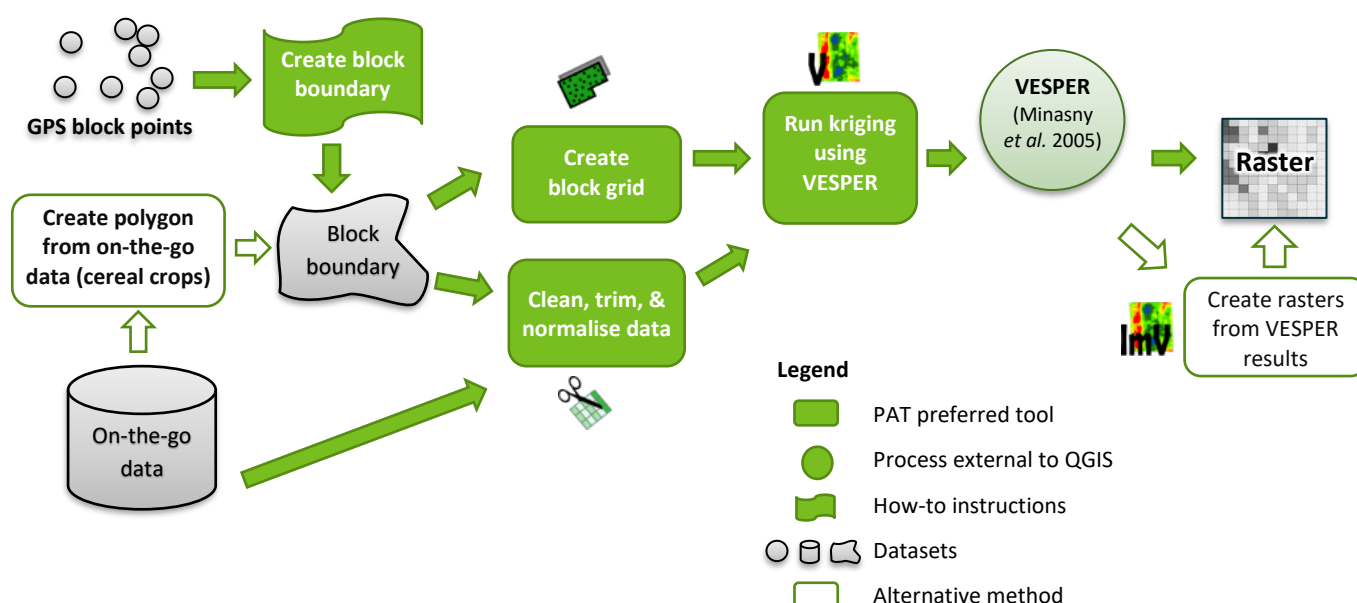 GPS block points
Create block
boundary
Create polygon
from on-the-go
data (cereal crops)
Block
boundary
On-the-go
data
Create
block grid
Clean, trim, &
normalise data
V
Run kriging
using
VESPER
VESPER
(Minasny
et al. 2005)
Raster
ImV
Create rasters
from VESPER
results
Legend
PAT preferred tool
Process external to QGIS
How-to instructions
Datasets
Alternative method